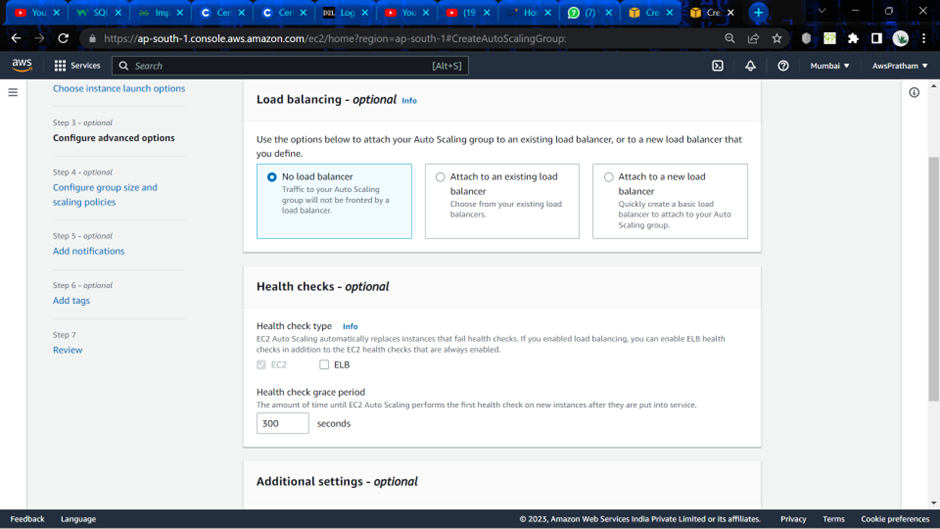 You
SQL
Imp
Cer
Cer
DZL Log
You
(19
Hov
(7)
Cre
Cre
https://ap-south-1.console.aws.amazon.com/ec2/home?region=ap-south-1#CreateAutoScalingGroup:
aws
Services
Search
[Alt+S]
Mumbai
AwsPratham
Choose instance launch options
Step 3 - optional
Configure advanced options
Step 4 - optional
Configure group size and
scaling policies
Step 5 - optional
Add notifications
Step 6 - optional
Add tags
Step 7
Review
Load balancing - optional Info
Use the options below to attach your Auto Scaling group to an existing load balancer, or to a new load balancer that
you define.
No load balancer
Traffic to your Auto Scaling
group will not be fronted by a
load balancer.
Attach to an existing load
balancer
Choose from your existing load
balancers.
Attach to a new load
balancer
Quickly create a basic load
balancer to attach to your Auto
Scaling group.
Health checks - optional
Health check type Info
EC2 Auto Scaling automatically replaces instances that fail health checks. If you enabled load balancing, you can enable ELB health
checks in addition to the EC2 health checks that are always enabled.
EC2
ELB
Health check grace period
The amount of time until EC2 Auto Scaling performs the first health check on new instances after they are put into service.
300
seconds
Additional settings - optional
Feedback
Language
© 2023, Amazon Web Services India Private Limited or its affiliates.
Privacy
Terms
Cookie preferences